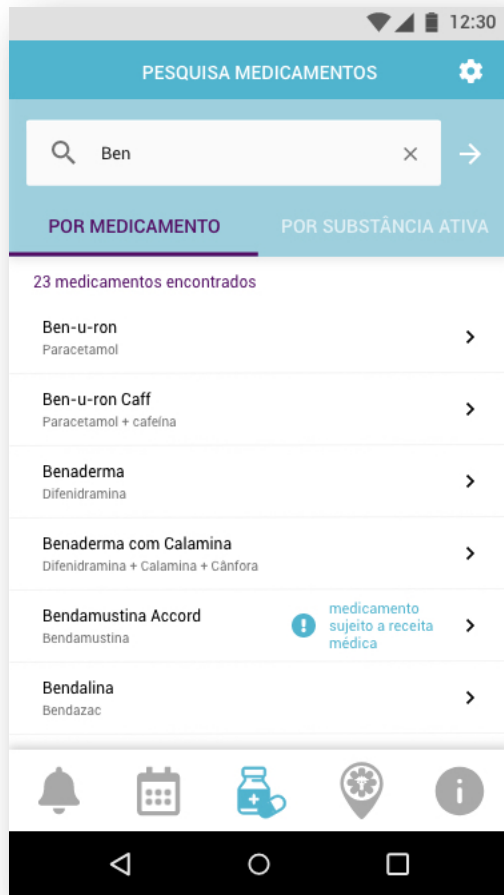 12:30
PESQUISA MEDICAMENTOS
Ben
POR MEDICAMENTO
POR SUBSTÂNCIA ATIVA
23 medicamentos encontrados
Ben-u-ron
Paracetamol
Ben-u-ron Caff
Paracetamol + cafeína
Benaderma
Difenidramina
Benaderma com Calamina
Difenidramina + Calamina + Cânfora
Bendamustina Accord
Bendamustina
medicamento
sujeito a receita
médica
Bendalina
Bendazac